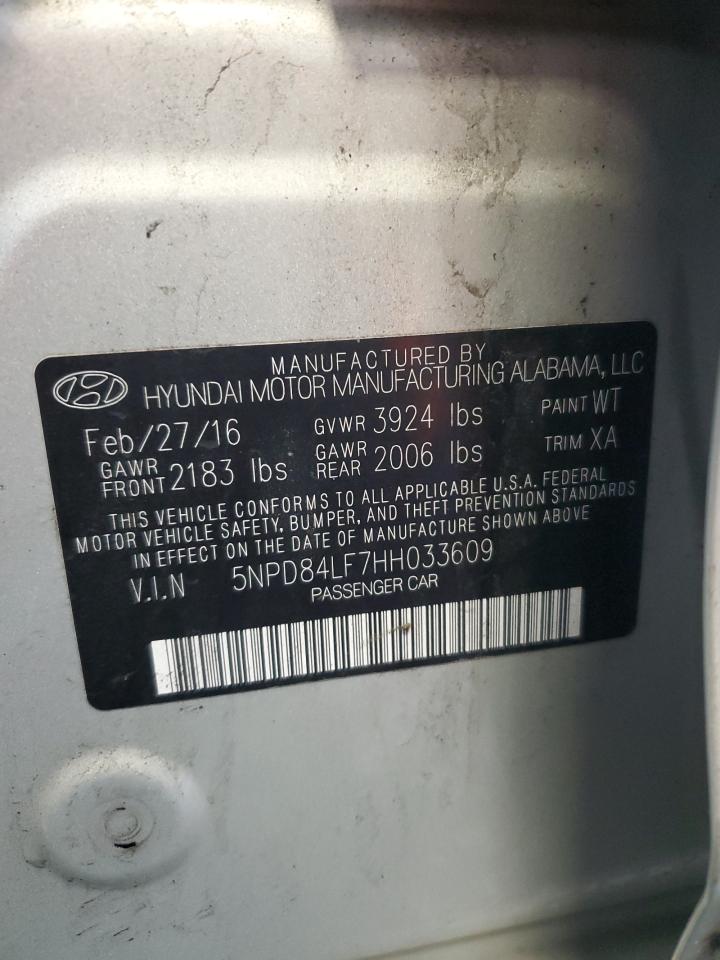 MANUFACTURED BY
HYUNDAI MOTOR MANUFACTURING ALABAMA, LLC
Feb/27/16 GVWR 3924 lbs PAINT WT
GAWR FRONT 2183 lbs GAWR REAR 2006 lbs TRIM XA
THIS VEHICLE CONFORMS TO ALL APPLICABLE U.S.A. FEDERAL
MOTOR VEHICLE SAFETY, BUMPER, AND THEFT PREVENTION STANDARDS
IN EFFECT ON THE DATE OF MANUFACTURE SHOWN ABOVE
V.I.N 5NPD84LF7HH033609
PASSENGER CAR